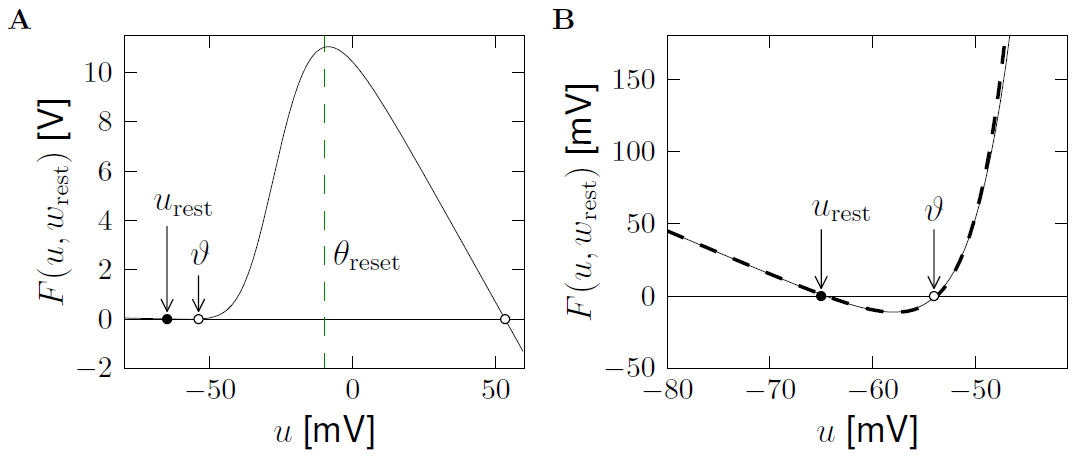 A
F(u, w_rest) [V]
10
8
6
4
2
0
−2
u_rest
ϑ
θ_reset
−50
0
50
u [mV]
B
F(u, w_rest) [mV]
150
100
50
0
−50
u_rest
ϑ
−80
−70
−60
−50
u [mV]